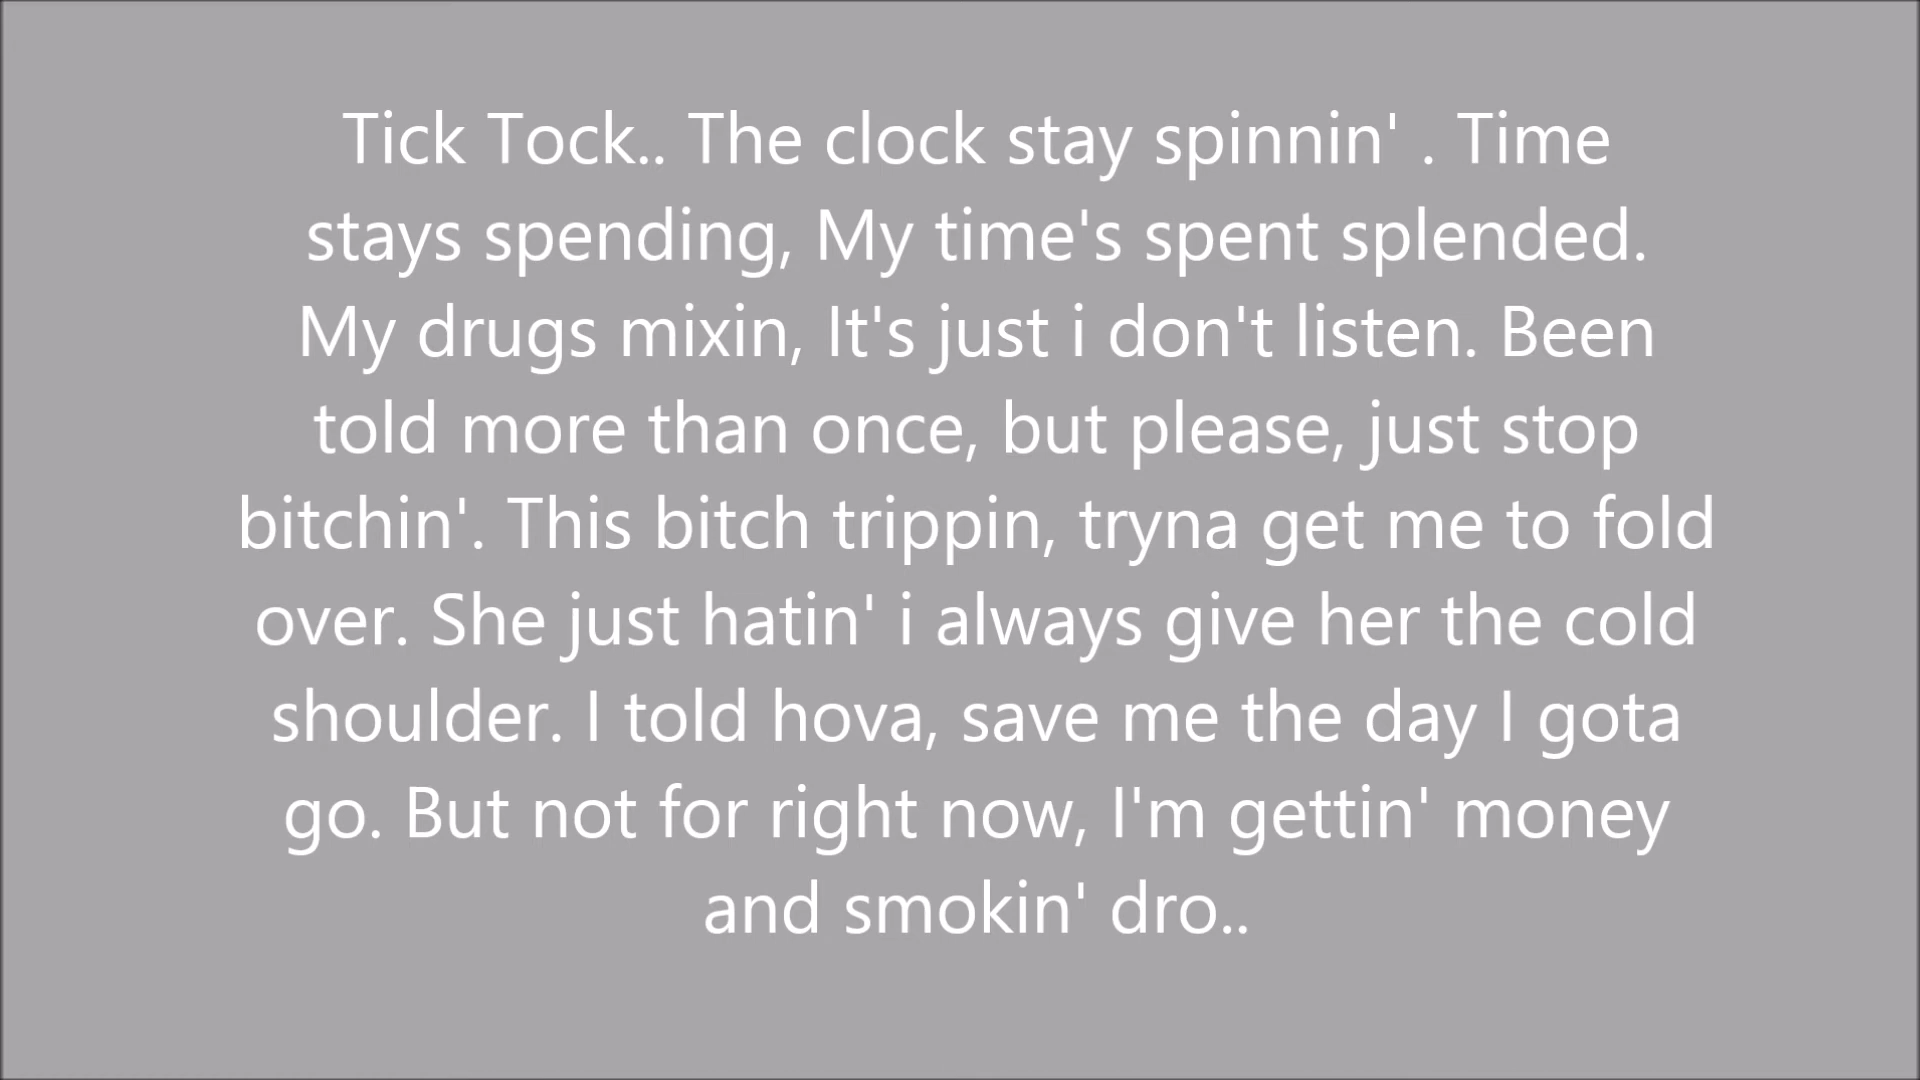 Tick Tock.. The clock stay spinnin' . Time
stays spending, My time's spent splended.
My drugs mixin, It's just i don't listen. Been
told more than once, but please, just stop
bitchin'. This bitch trippin, tryna get me to fold
over. She just hatin' i always give her the cold
shoulder. I told hova, save me the day I gota
go. But not for right now, I'm gettin' money
and smokin' dro..